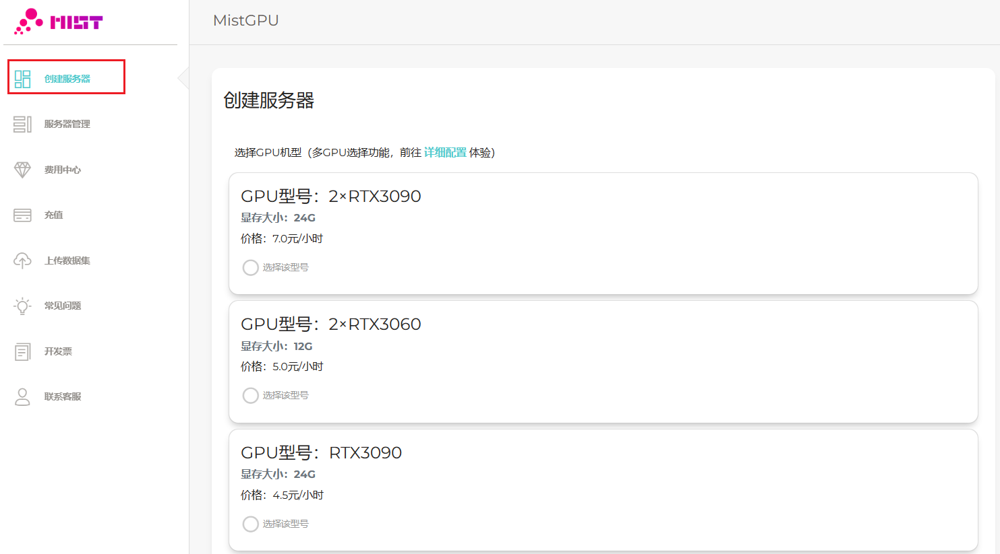 MIST
MistGPU
创建服务器
服务器管理
费用中心
充值
上传数据集
常见问题
开发票
联系客服
创建服务器
选择GPU机型（多GPU选择功能，前往 详细配置 体验）
GPU型号：2×RTX3090
显存大小：24G
价格：7.0元/小时
选择该型号
GPU型号：2×RTX3060
显存大小：12G
价格：5.0元/小时
选择该型号
GPU型号：RTX3090
显存大小：24G
价格：4.5元/小时
选择该型号